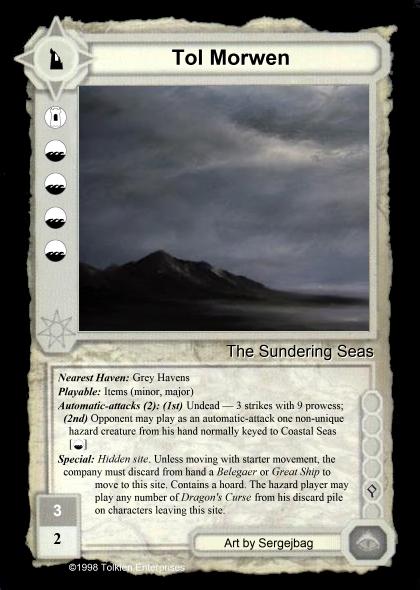 Tol Morwen
The Sundering Seas
Nearest Haven: Grey Havens
Playable: Items (minor, major)
Automatic-attacks (2): (1st) Undead — 3 strikes with 9 prowess;
(2nd) Opponent may play as an automatic-attack one non-unique
hazard creature from his hand normally keyed to Coastal Seas
[ ]
Special: Hidden site. Unless moving with starter movement, the
company must discard from hand a Belegaer or Great Ship to
move to this site. Contains a hoard. The hazard player may
play any number of Dragon's Curse from his discard pile
on characters leaving this site.
3
2
Art by Sergejbag
©1998 Tolkien Enterprises